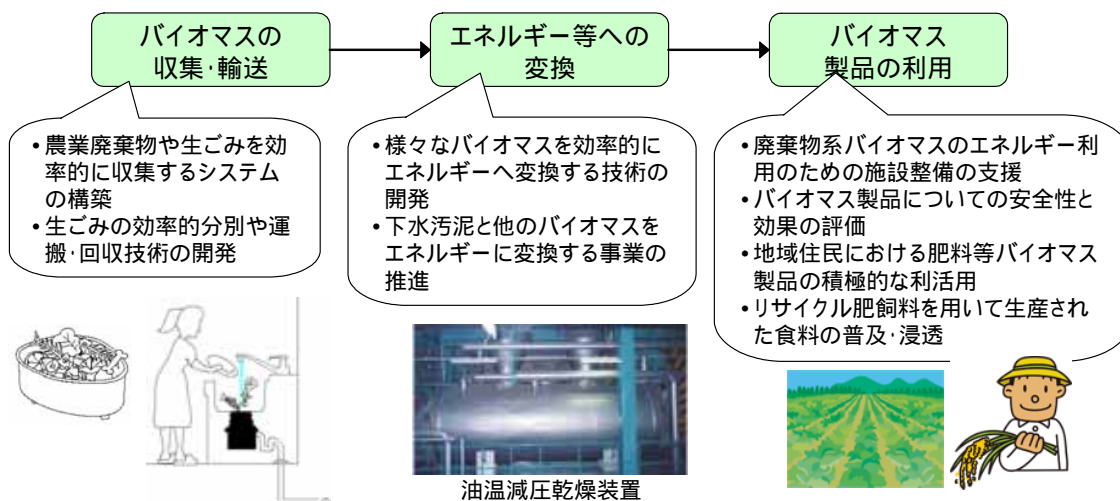 バイオマスの
収集･輸送
エネルギー等への
変換
バイオマス
製品の利用
•農業廃棄物や生ごみを効
率的に収集するシステム
の構築
•生ごみの効率的分別や運
搬･回収技術の開発
•様々なバイオマスを効率的に
エネルギーへ変換する技術の
開発
•下水汚泥と他のバイオマスを
エネルギーに変換する事業の
推進
•廃棄物系バイオマスのエネルギー利
用のための施設整備の支援
•バイオマス製品についての安全性と
効果の評価
•地域住民における肥料等バイオマス
製品の積極的な利活用
•リサイクル肥飼料を用いて生産され
た食料の普及･浸透
油温減圧乾燥装置